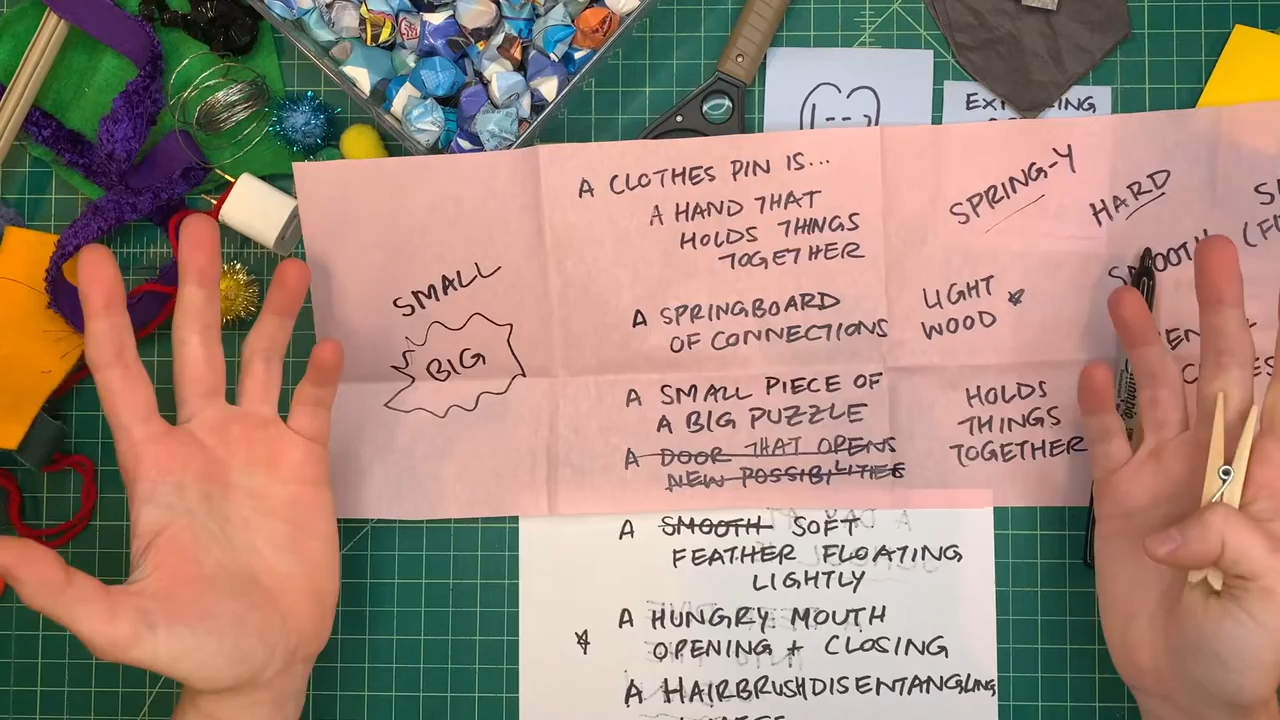 A CLOTHES PIN IS...
A HAND THAT
HOLDS THINGS
TOGETHER
A SPRINGBOARD
OF CONNECTIONS
A SMALL PIECE OF
A BIG PUZZLE
A DOOR THAT OPENS
NEW POSSIBILITIES
A SMOOTH SOFT
FEATHER FLOATING
LIGHTLY
A HUNGRY MOUTH
OPENING + CLOSING
A HAIRBRUSH DISENTANGLING
SMALL
BIG
SPRING-Y
HARD
SMOOTH
LIGHT
WOOD
HOLDS
THINGS
TOGETHER